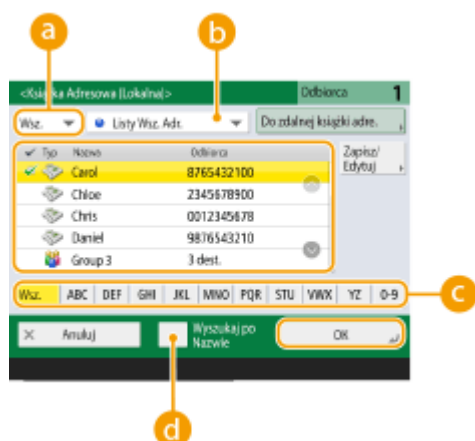 a
b
<Książka Adresowa (Lokalna)> Odbiorca 1
Wsz. Listy Wsz. Adr. Do zdalnej książki adre.
Typ Nazwa Odbiorca Zapisz/
Edytuj
Carol 8765432100
Chloe 2345678900
Chris 0012345678
Daniel 9876543210
Group 3 3 dest.
Wsz. ABC DEF GHI JKL MNO PQR STU VWX YZ 0-9
c
Anuluj Wyszukaj po
Nazwie OK
d